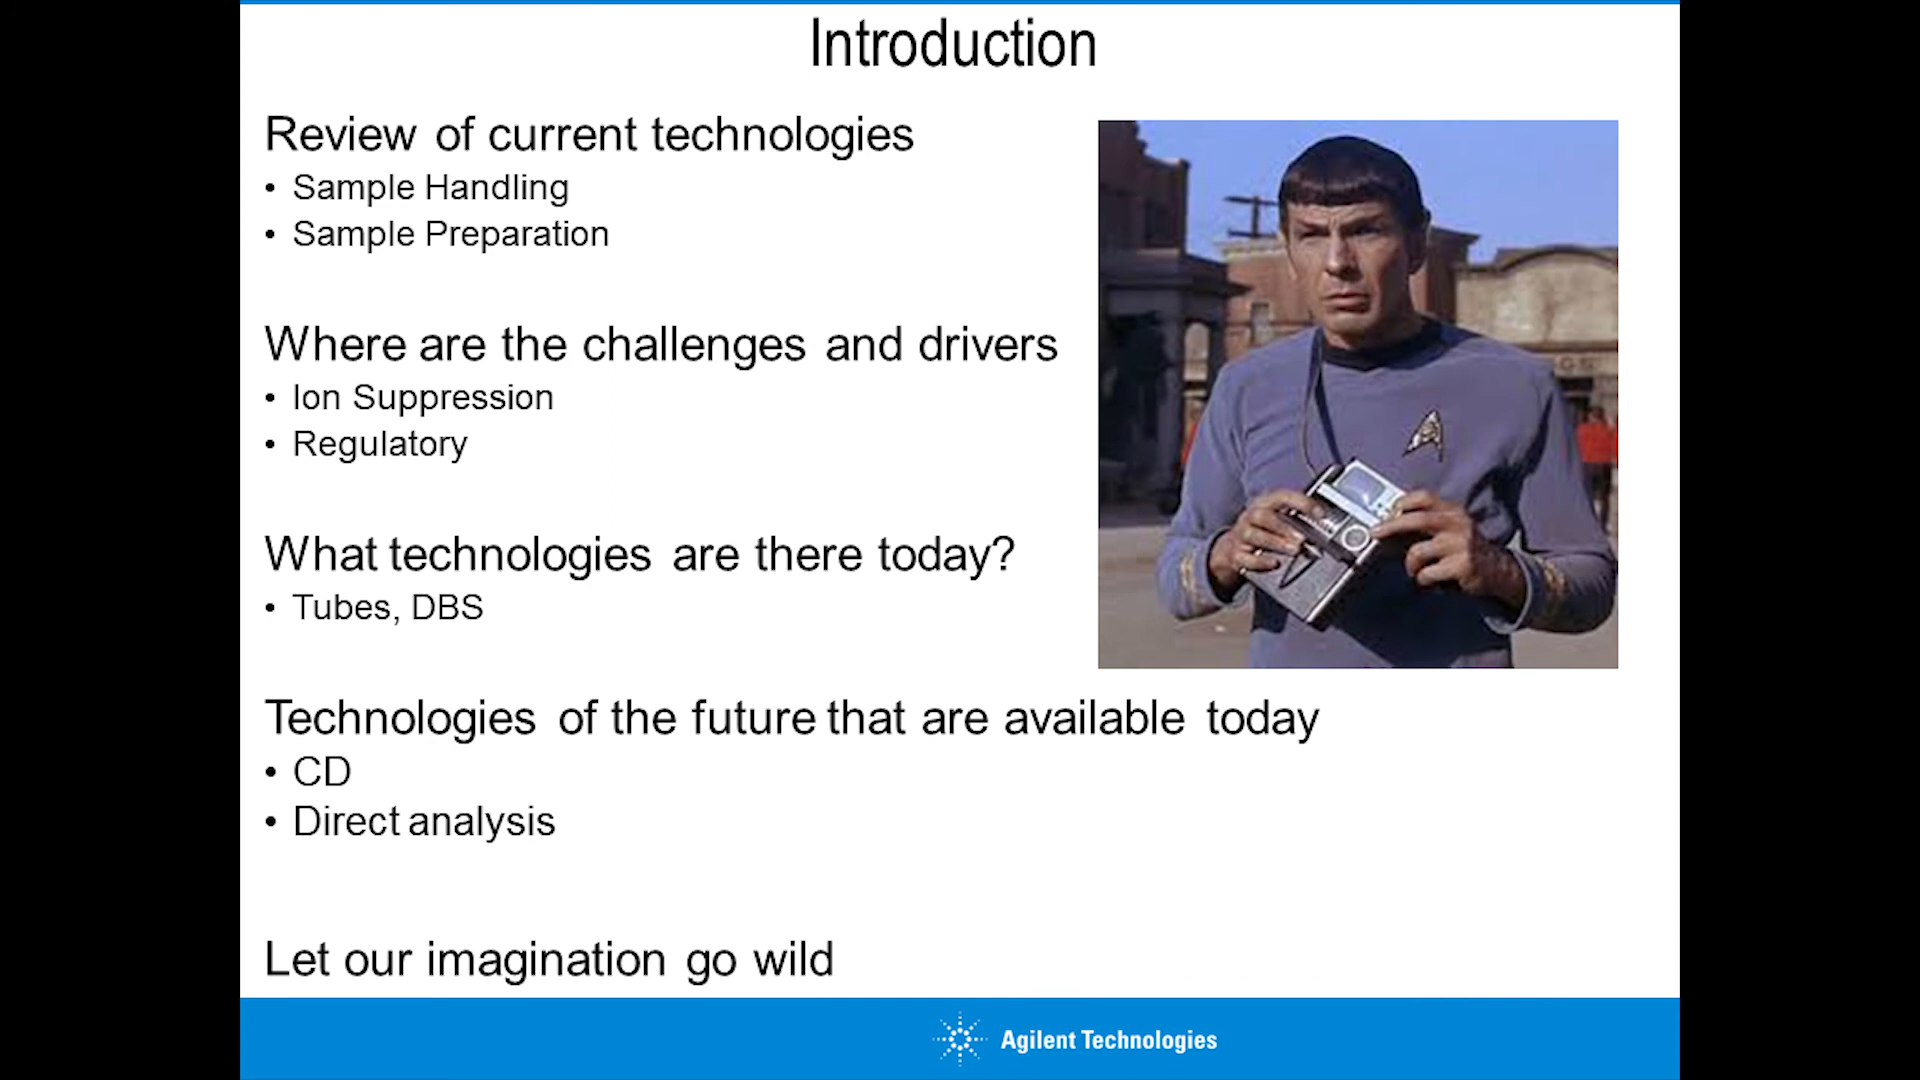 Introduction
Review of current technologies
• Sample Handling
• Sample Preparation
Where are the challenges and drivers
• Ion Suppression
• Regulatory
What technologies are there today?
• Tubes, DBS
Technologies of the future that are available today
• CD
• Direct analysis
Let our imagination go wild
Agilent Technologies